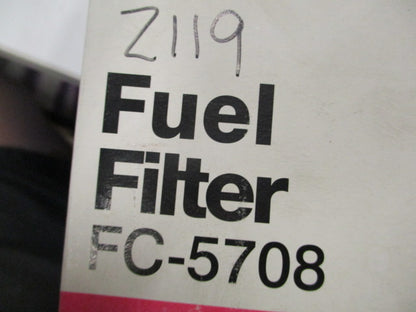 Z119
Fuel
Filter
FC-5708